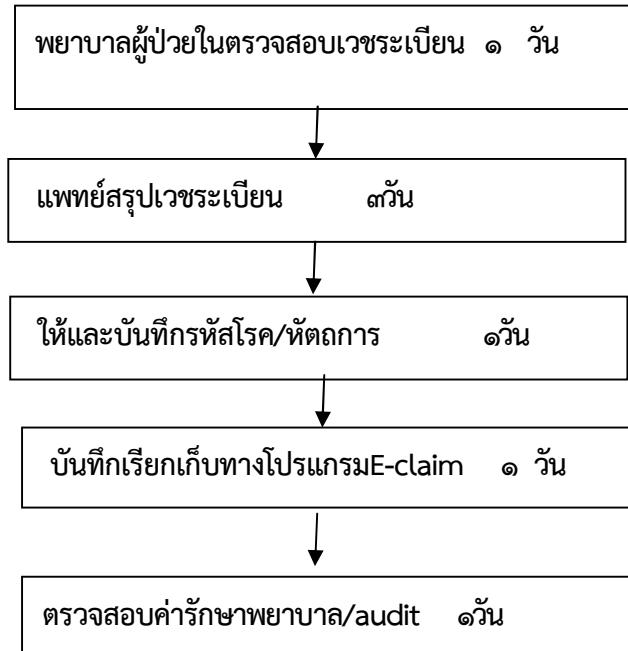 พยาบาลผู้ป่วยในตรวจสอบเวชระเบียน ๑ วัน
แพทย์สรุปเวชระเบียน ๓วัน
ให้และบันทึกรหัสโรค/หัตถการ ๑วัน
บันทึกเรียกเก็บทางโปรแกรมE-claim ๑ วัน
ตรวจสอบค่ารักษาพยาบาล/audit ๑วัน